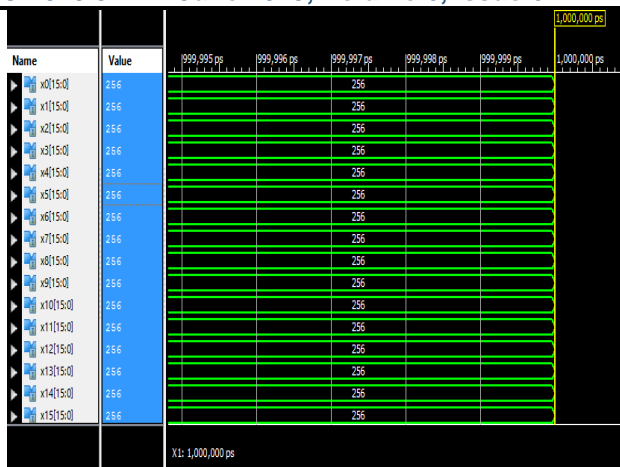 1,000,000 ps
Name Value 999,995 ps 999,996 ps 999,997 ps 999,998 ps 999,999 ps 1,000,000 ps
x0[15:0] 256 256
x1[15:0] 256 256
x2[15:0] 256 256
x3[15:0] 256 256
x4[15:0] 256 256
x5[15:0] 256 256
x6[15:0] 256 256
x7[15:0] 256 256
x8[15:0] 256 256
x9[15:0] 256 256
x10[15:0] 256 256
x11[15:0] 256 256
x12[15:0] 256 256
x13[15:0] 256 256
x14[15:0] 256 256
x15[15:0] 256 256
X1: 1,000,000 ps